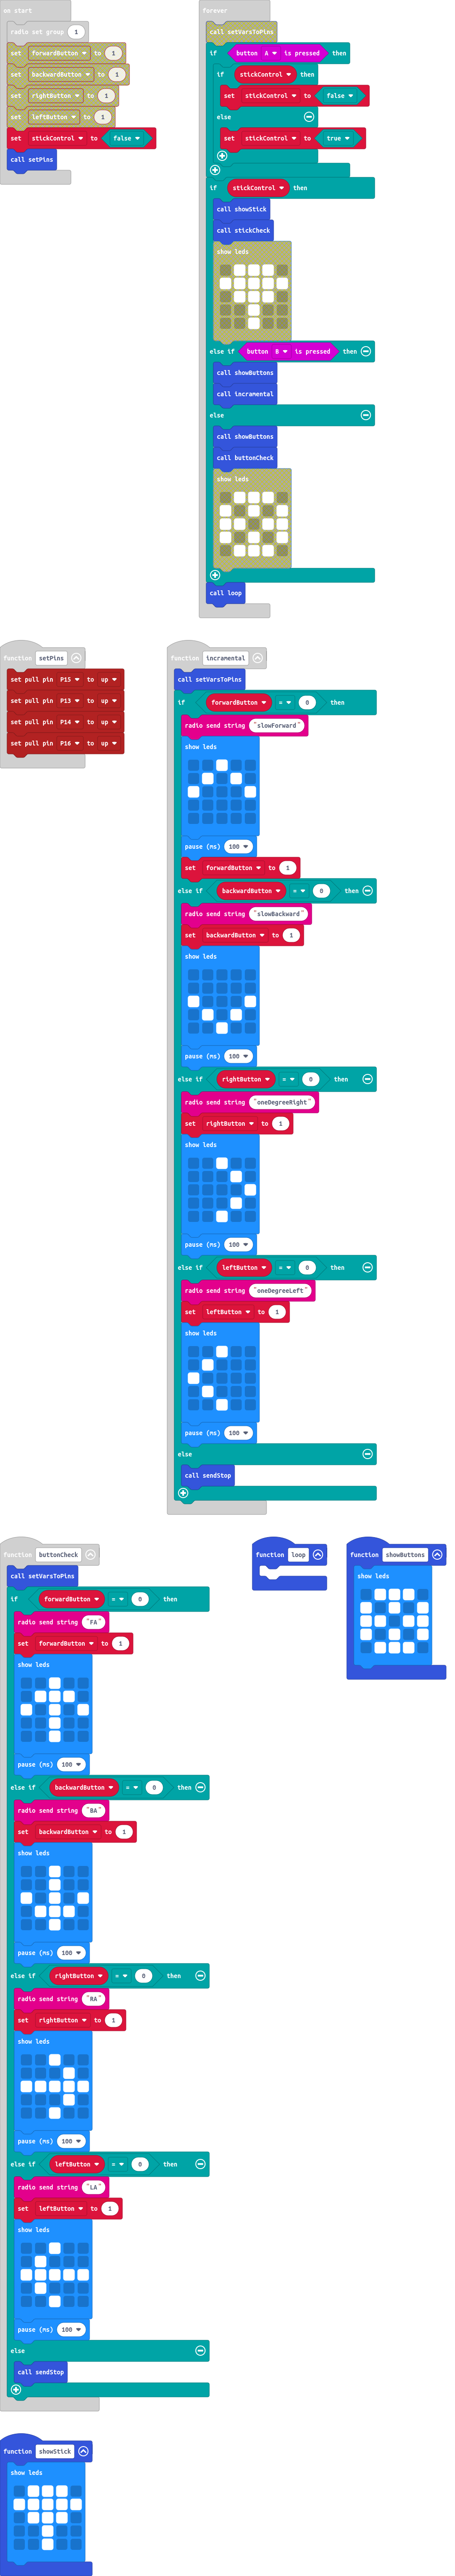 on start
radio set group 1
set forwardButton to 1
set backwardButton to 1
set rightButton to 1
set leftButton to 1
set stickControl to false
call setPins
forever
call setVarsToPins
if button A is pressed then
if stickControl then
set stickControl to false
else
set stickControl to true
if stickControl then
call showStick
call stickCheck
show leds
else if button B is pressed then
call showButtons
call incramental
else
call showButtons
call buttonCheck
show leds
call loop
function setPins
set pull pin P15 to up
set pull pin P13 to up
set pull pin P14 to up
set pull pin P16 to up
function incramental
call setVarsToPins
if forwardButton = 0 then
radio send string "slowForward"
show leds
pause (ms) 100
set forwardButton to 1
else if backwardButton = 0 then
radio send string "slowBackward"
set backwardButton to 1
show leds
pause (ms) 100
else if rightButton = 0 then
radio send string "oneDegreeRight"
set rightButton to 1
show leds
pause (ms) 100
else if leftButton = 0 then
radio send string "oneDegreeLeft"
set leftButton to 1
show leds
pause (ms) 100
else
call sendStop
function buttonCheck
call setVarsToPins
if forwardButton = 0 then
radio send string "FA"
set forwardButton to 1
show leds
pause (ms) 100
else if backwardButton = 0 then
radio send string "BA"
set backwardButton to 1
show leds
pause (ms) 100
else if rightButton = 0 then
radio send string "RA"
set rightButton to 1
show leds
pause (ms) 100
else if leftButton = 0 then
radio send string "LA"
set leftButton to 1
show leds
pause (ms) 100
else
call sendStop
function loop
function showButtons
show leds
function showStick
show leds